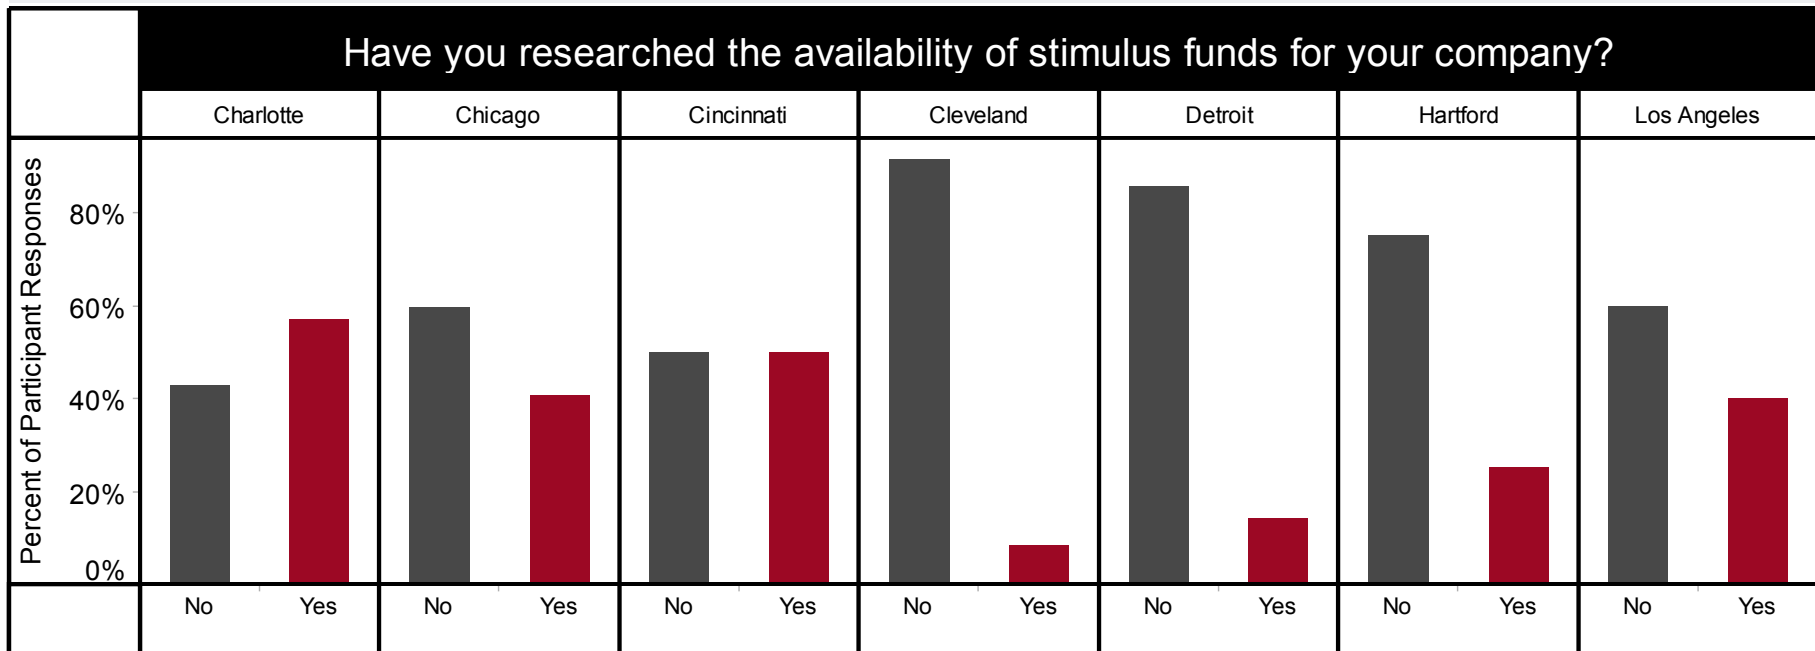 Have you researched the availability of stimulus funds for your company?
Charlotte Chicago Cincinnati Cleveland Detroit Hartford Los Angeles
Percent of Participant Responses
80%
60%
40%
20%
0%
No Yes No Yes No Yes No Yes No Yes No Yes No Yes